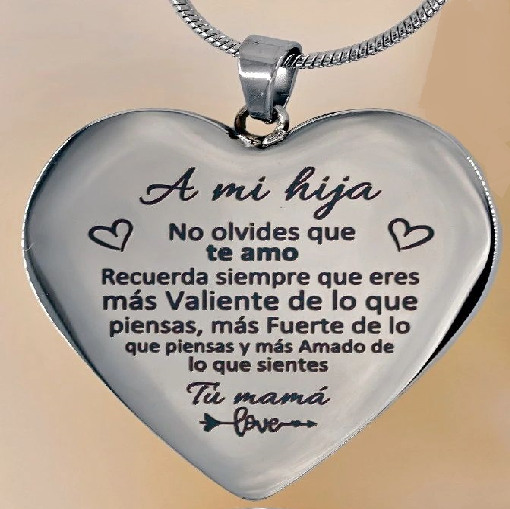 A mi hija
No olvides que
te amo
Recuerda siempre que eres
más Valiente de lo que
piensas, más Fuerte de lo
que piensas y más Amado de
lo que sientes
Tu mamá
love